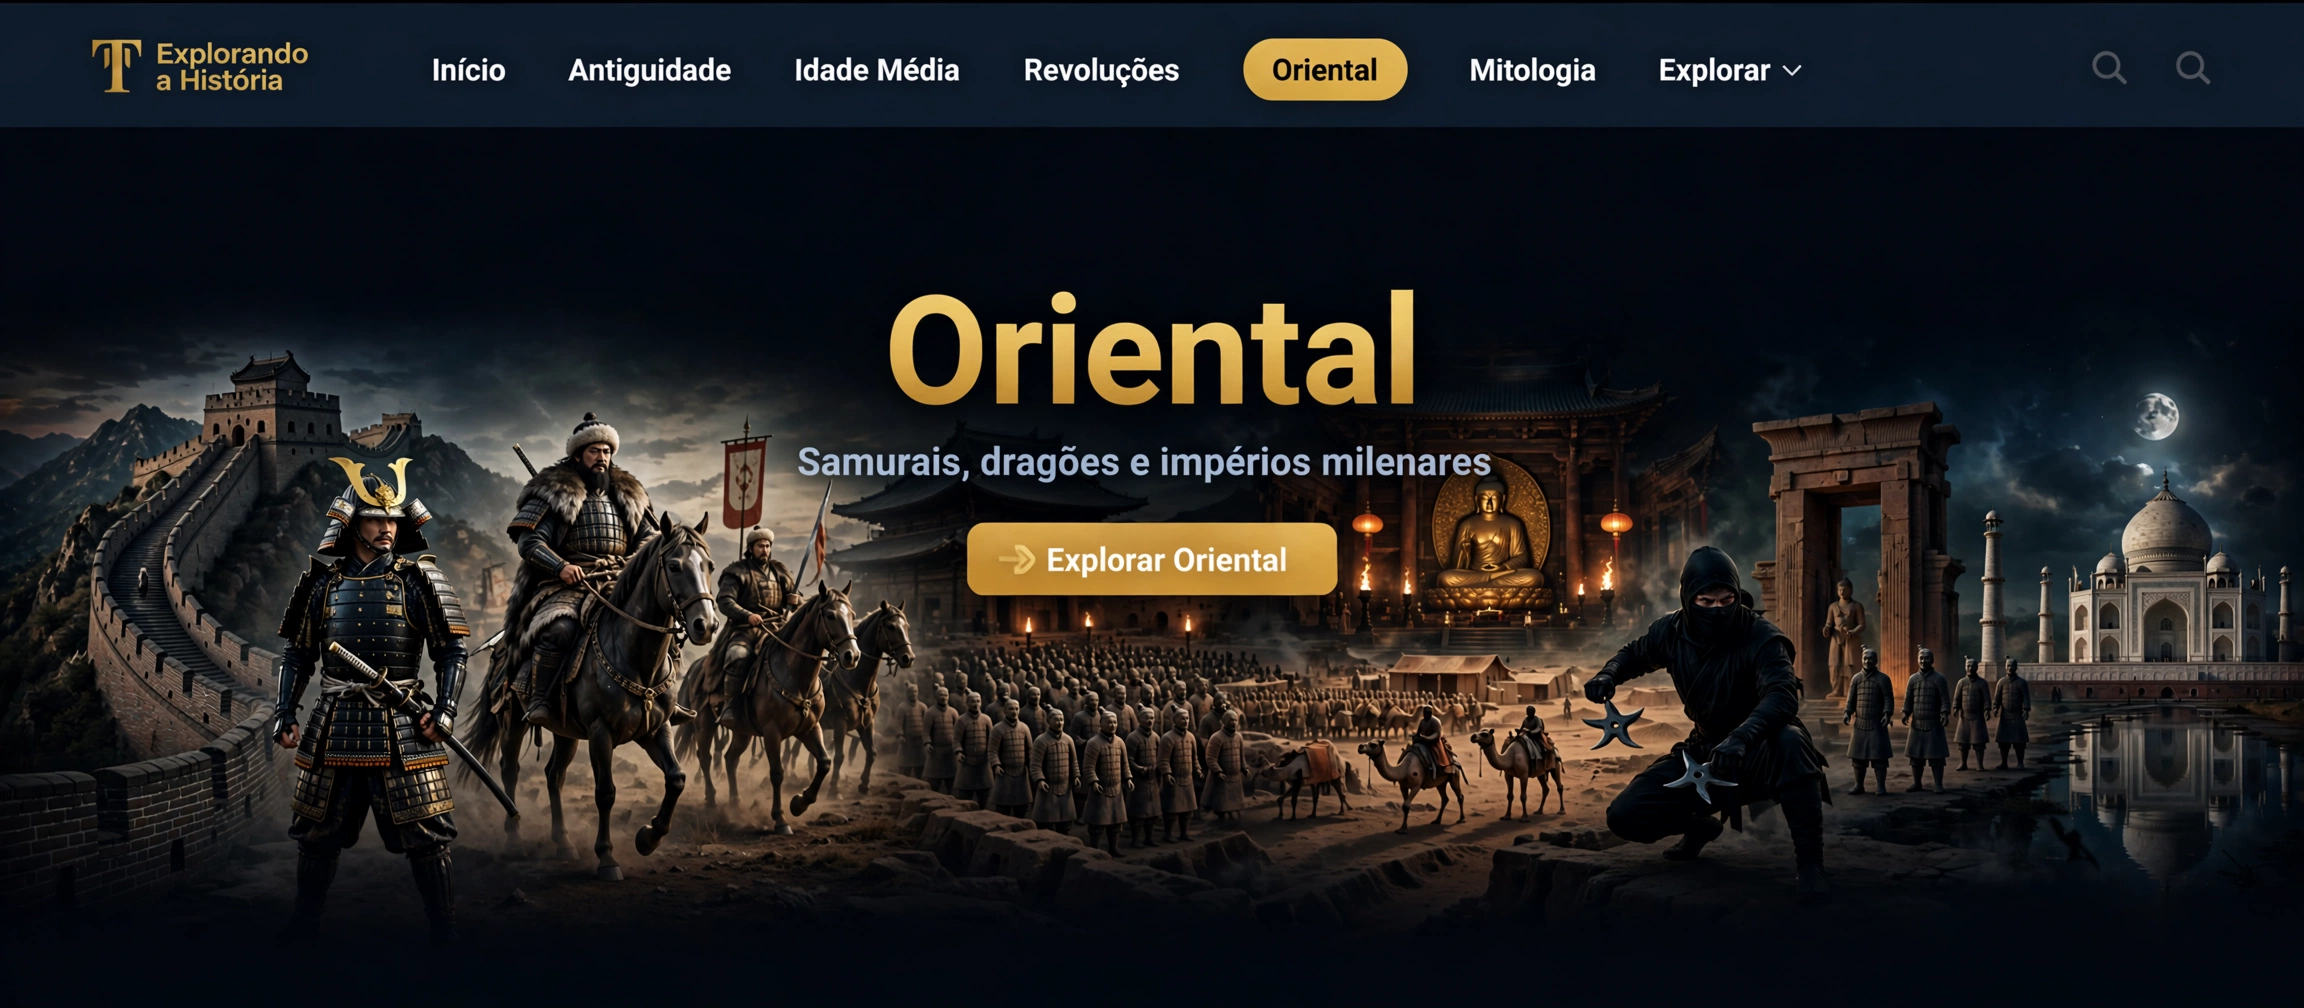 Explorando
a História
Início Antiguidade Idade Média Revoluções Oriental Mitologia Explorar
Oriental
Samurais, dragões e impérios milenares
Explorar Oriental